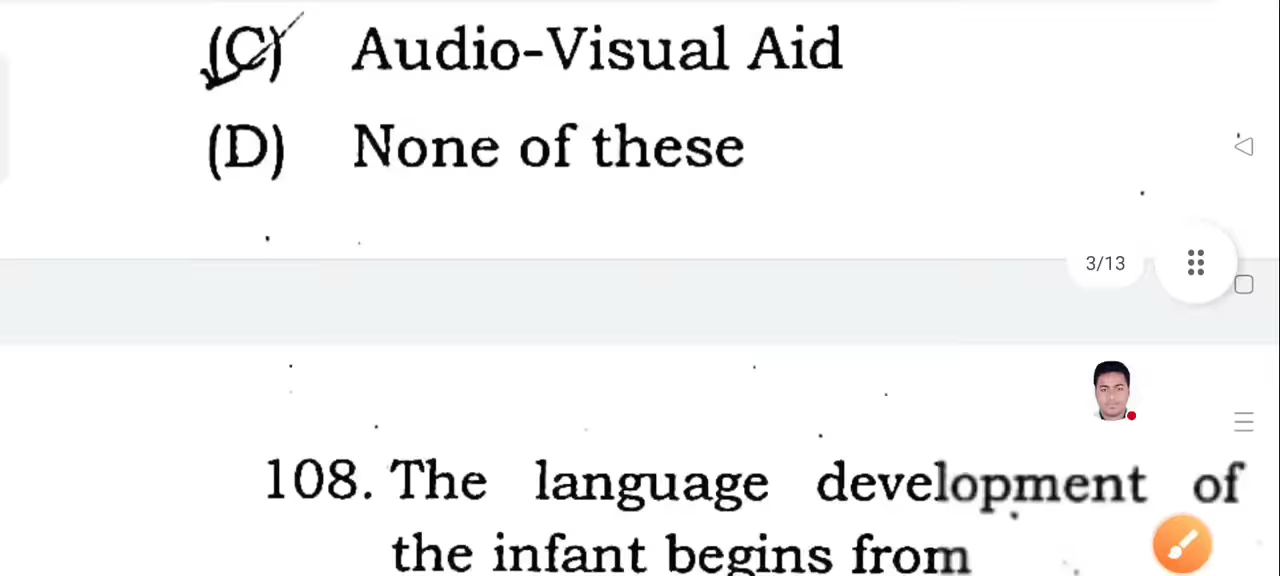 (C) Audio-Visual Aid
(D) None of these
3/13
108. The language development of
the infant begins from